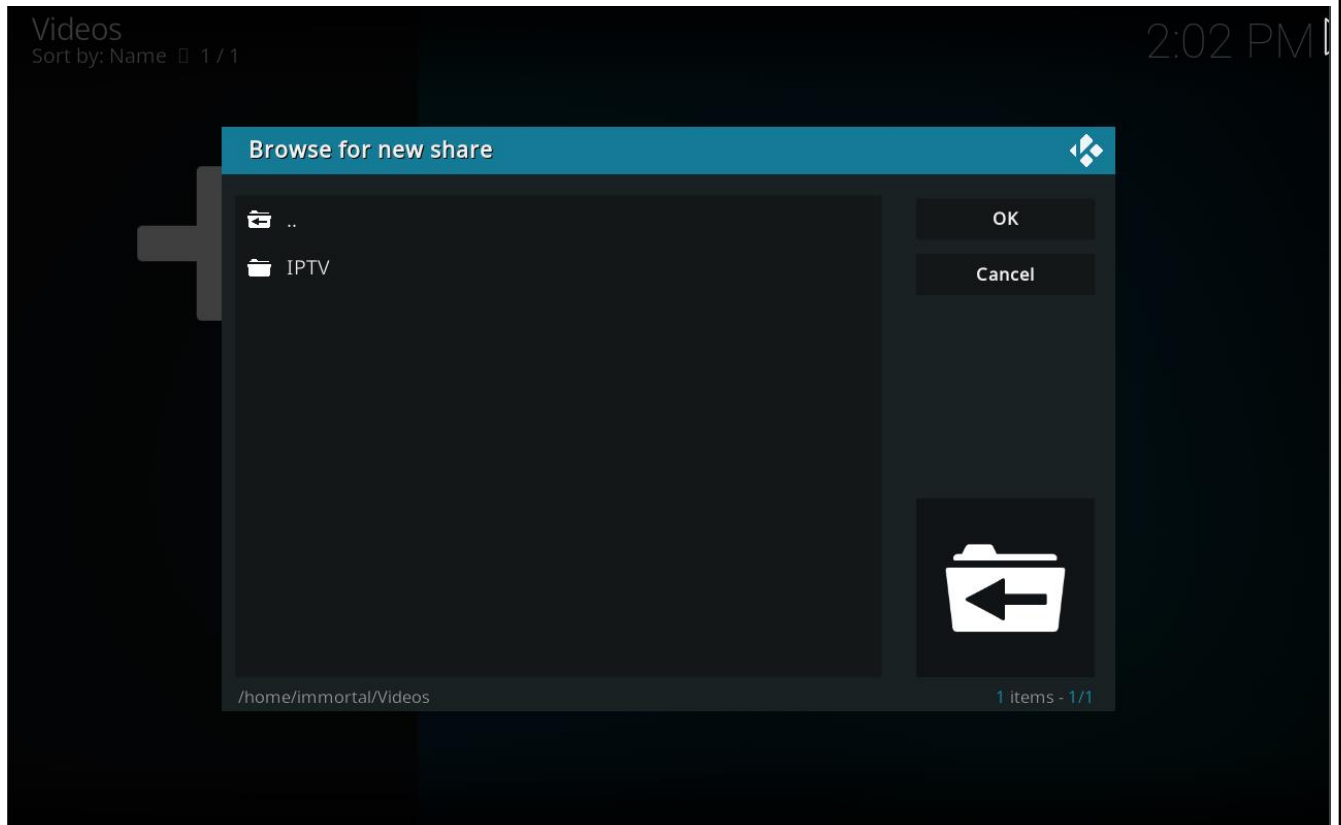 Videos
Sort by: Name ▯ 1 / 1
2:02 PM
Browse for new share
..
IPTV
OK
Cancel
/home/immortal/Videos
1 items - 1/1